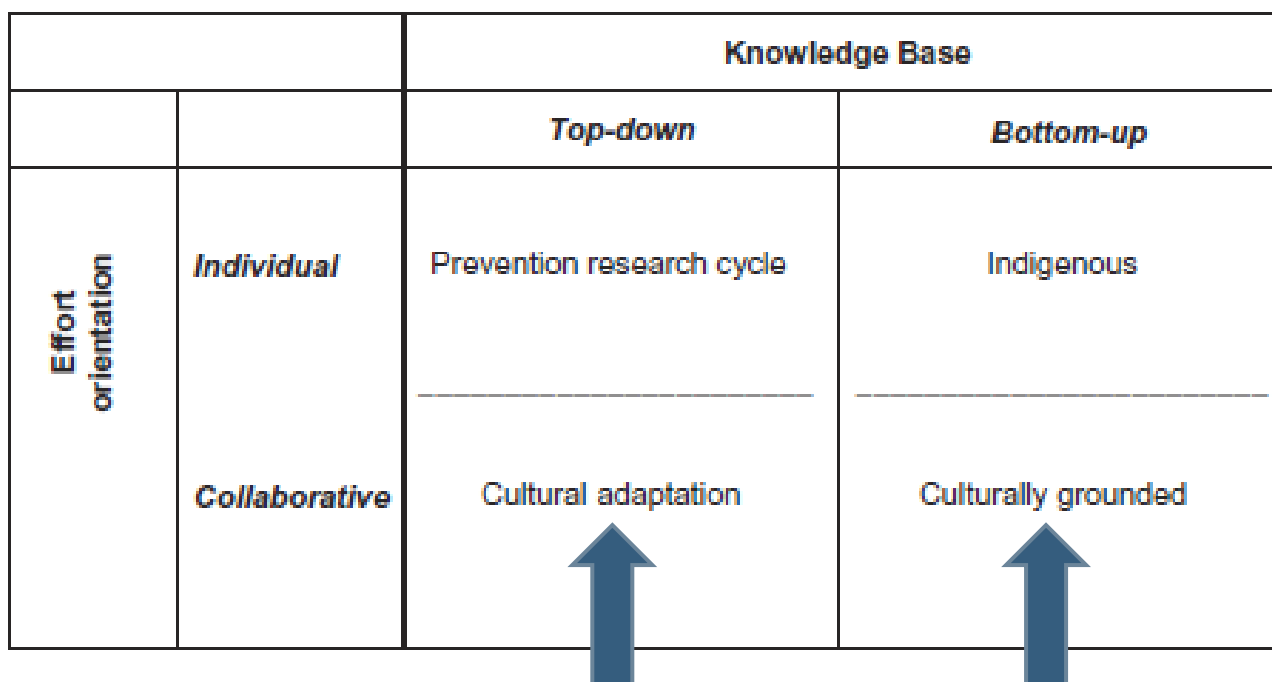 Knowledge Base
Top-down
Bottom-up
Effort
orientation
Individual
Prevention research cycle
Indigenous
Collaborative
Cultural adaptation
Culturally grounded